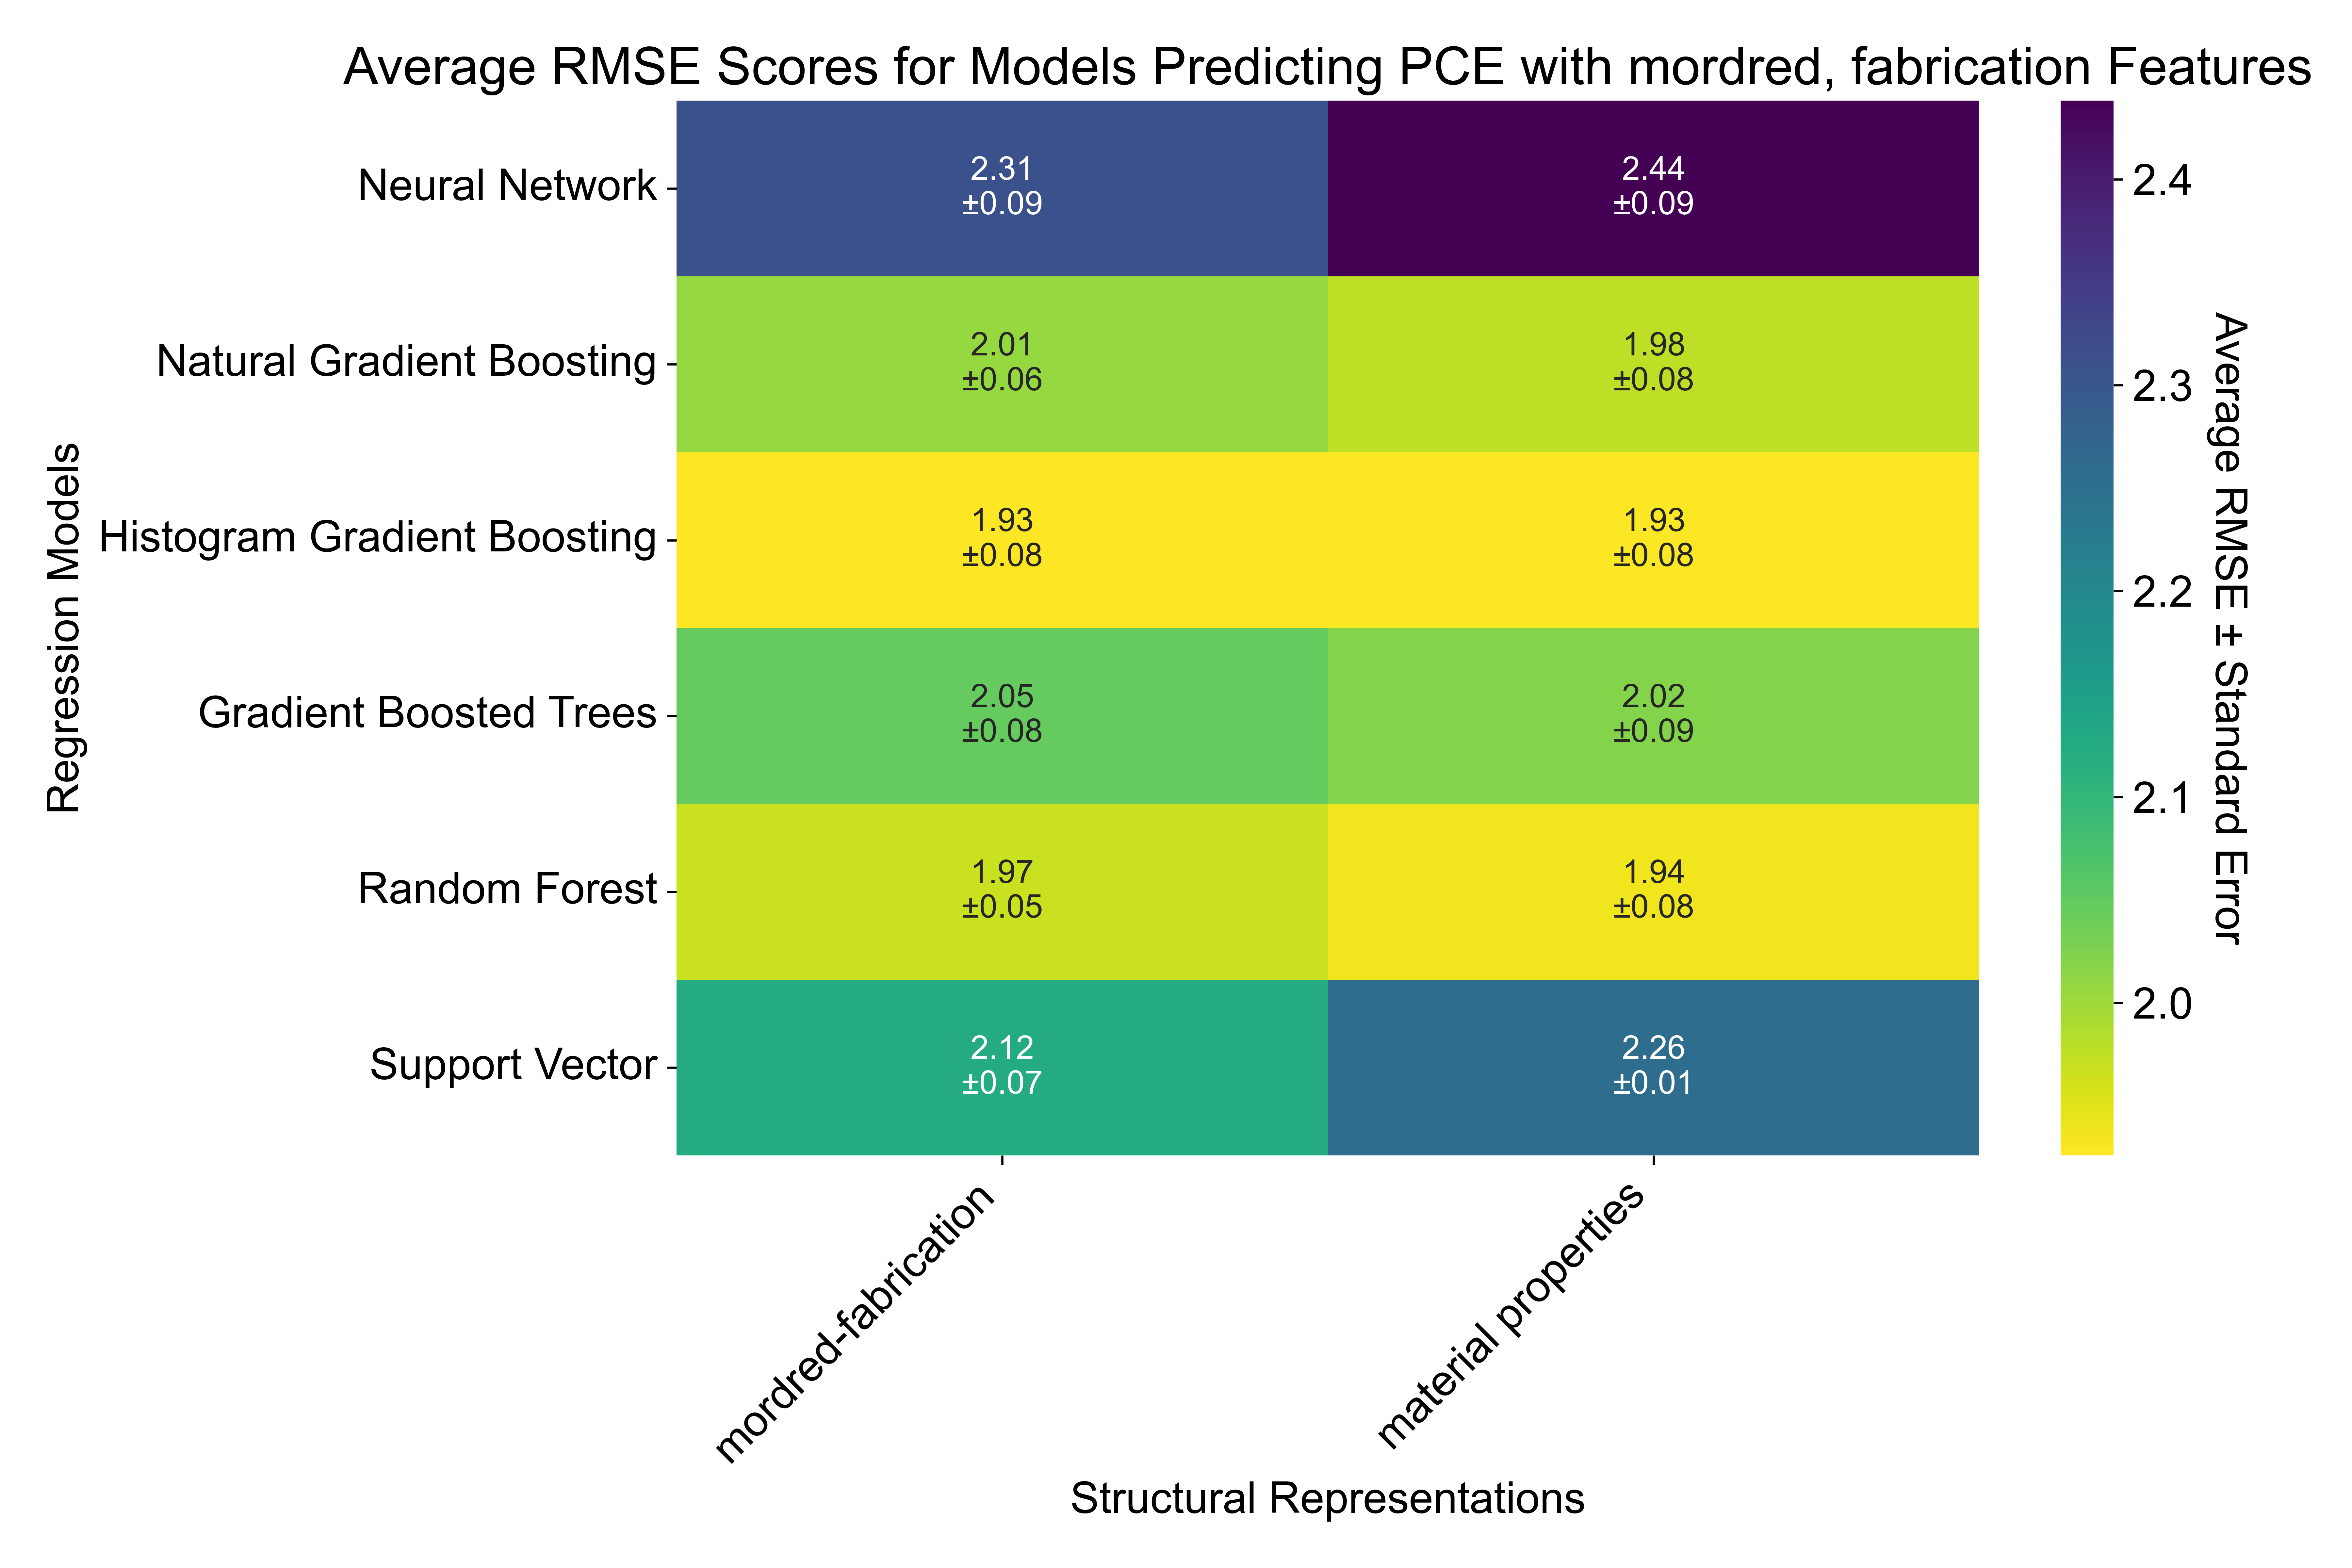 Average RMSE Scores for Models Predicting PCE with mordred, fabrication Features
Regression Models
Neural Network
2.31
±0.09
2.44
±0.09
Natural Gradient Boosting
2.01
±0.06
1.98
±0.08
Histogram Gradient Boosting
1.93
±0.08
1.93
±0.08
Gradient Boosted Trees
2.05
±0.08
2.02
±0.09
Random Forest
1.97
±0.05
1.94
±0.08
Support Vector
2.12
±0.07
2.26
±0.01
mordred-fabrication
material properties
Structural Representations
2.4
2.3
2.2
2.1
2.0
Average RMSE ± Standard Error